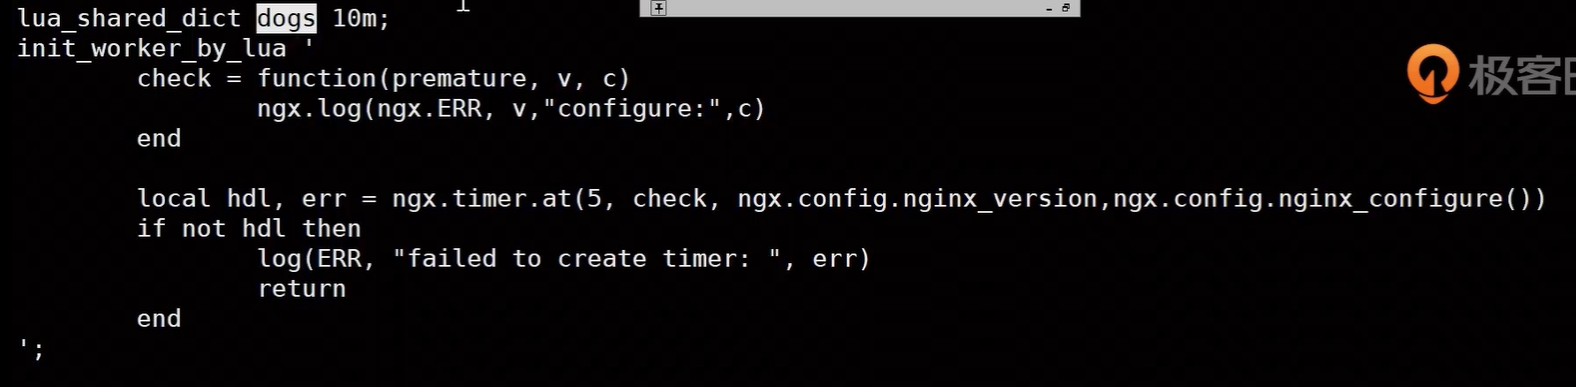 lua_shared_dict dogs 10m;
init_worker_by_lua '
        check = function(premature, v, c)
                ngx.log(ngx.ERR, v,"configure:",c)
        end

        local hdl, err = ngx.timer.at(5, check, ngx.config.nginx_version,ngx.config.nginx_configure())
        if not hdl then
                log(ERR, "failed to create timer: ", err)
                return
        end
';
极客